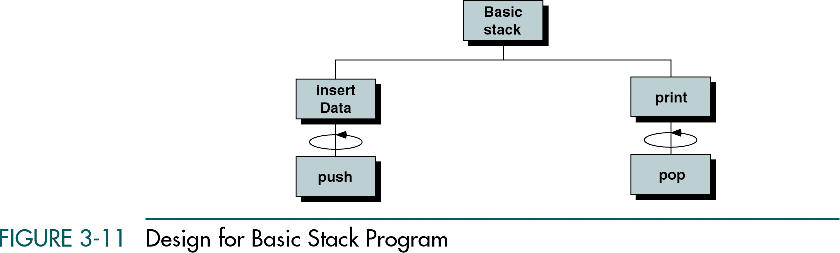 Basic
stack
insert
Data
print
push
pop
FIGURE 3-11 Design for Basic Stack Program